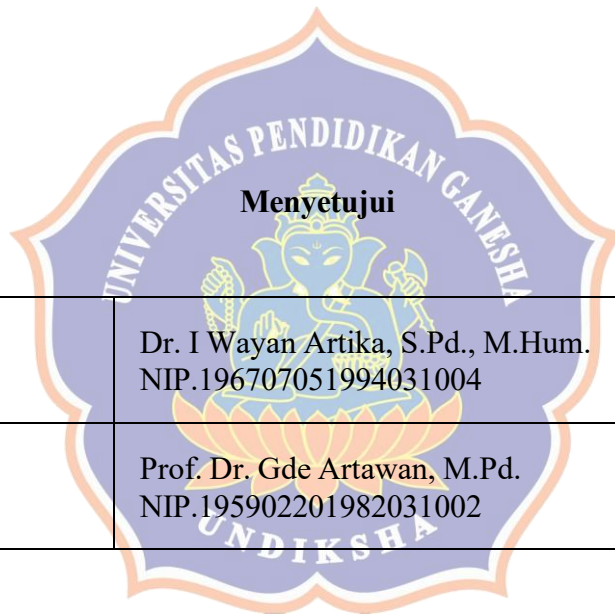 UNIVERSITAS PENDIDIKAN GANESHA
Menyetujui
Dr. I Wayan Artika, S.Pd., M.Hum.
NIP.196707051994031004
Prof. Dr. Gde Artawan, M.Pd.
NIP.195902201982031002
UNDIKSHA